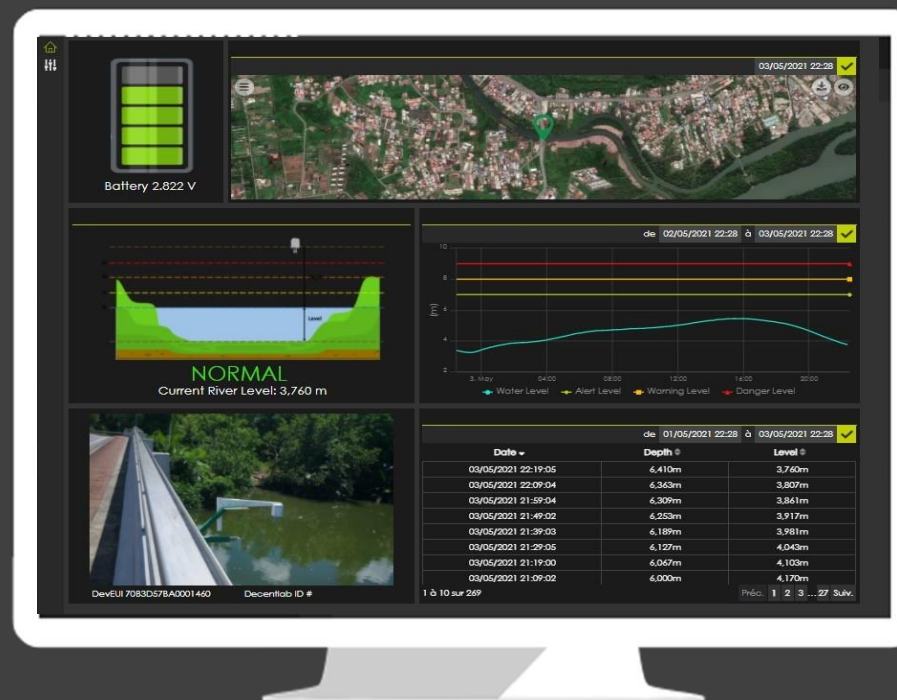 03/05/2021 22:28
Battery 2.822 V
Level
NORMAL
Current River Level: 3,760 m
de 02/05/2021 22:28 à 03/05/2021 22:28
10
8
6
4
2
[m]
3. May 04:00 08:00 12:00 16:00 20:00
Water Level Alert Level Warning Level Danger Level
DevEUI 70B3D57BA0001460 Decentlab ID #
de 01/05/2021 22:28 à 03/05/2021 22:28
Date Depth Level
03/05/2021 22:19:05 6,410m 3,760m
03/05/2021 22:09:04 6,363m 3,807m
03/05/2021 21:59:04 6,309m 3,861m
03/05/2021 21:49:02 6,253m 3,917m
03/05/2021 21:39:03 6,189m 3,981m
03/05/2021 21:29:05 6,127m 4,043m
03/05/2021 21:19:00 6,067m 4,103m
03/05/2021 21:09:02 6,000m 4,170m
1 à 10 sur 269 Préc. 1 2 3 ... 27 Suiv.